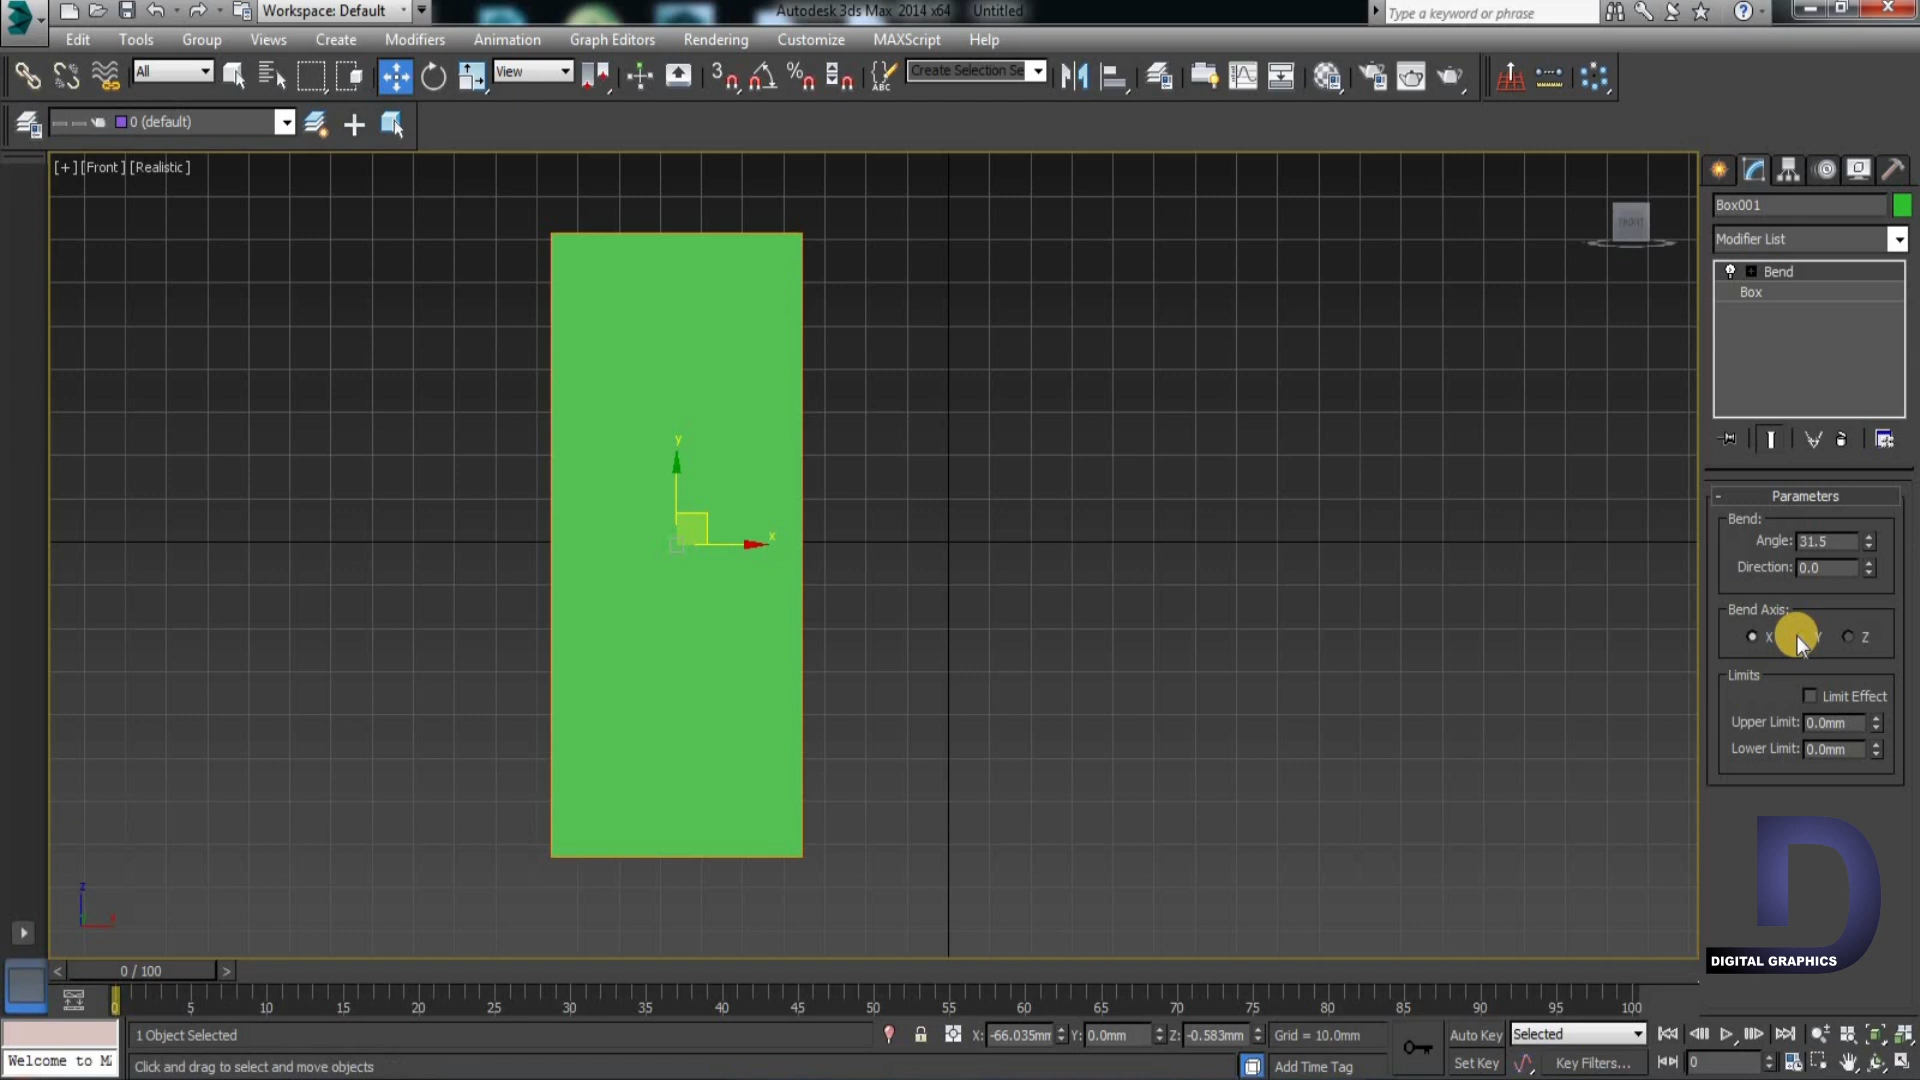 Workspace: Default
Autodesk 3ds Max 2014 x64
Untitled
Type a keyword or phrase
Edit
Tools
Group
Views
Create
Modifiers
Animation
Graph Editors
Rendering
Customize
MAXScript
Help
All
View
3
ABC
Create Selection Se
0 (default)
[+] [Front] [Realistic]
FRONT
y
x
z
x
Box001
Modifier List
Bend
Box
Parameters
Bend:
Angle: 31.5
Direction: 0.0
Bend Axis:
X Y Z
Limits
Limit Effect
Upper Limit: 0.0mm
Lower Limit: 0.0mm
D
DIGITAL GRAPHICS
< 0 / 100 >
0 5 10 15 20 25 30 35 40 45 50 55 60 65 70 75 80 85 90 95 100
1 Object Selected
X: -66.035mm Y: 0.0mm Z: -0.583mm Grid = 10.0mm
Auto Key
Selected
Welcome to M
Click and drag to select and move objects
Add Time Tag
Set Key
Key Filters...
0